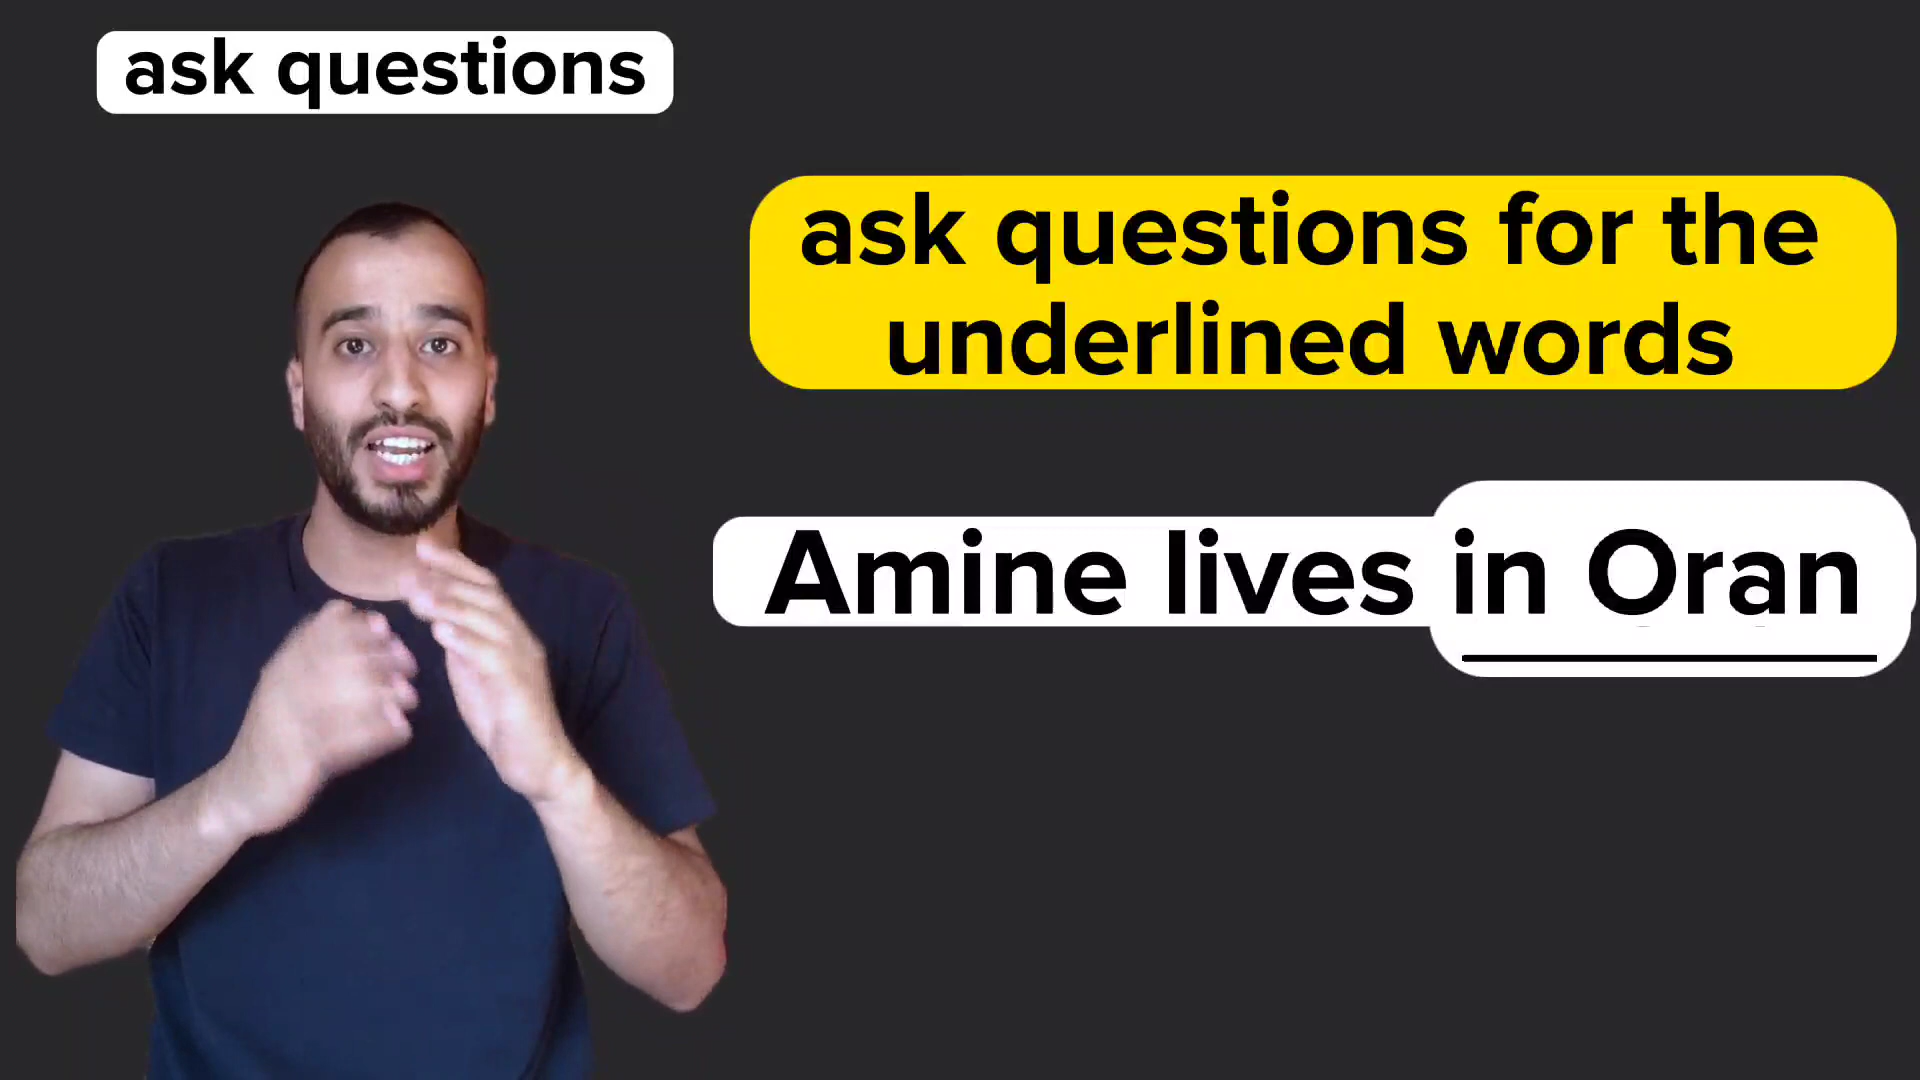 ask questions
ask questions for the
underlined words
Amine lives in Oran